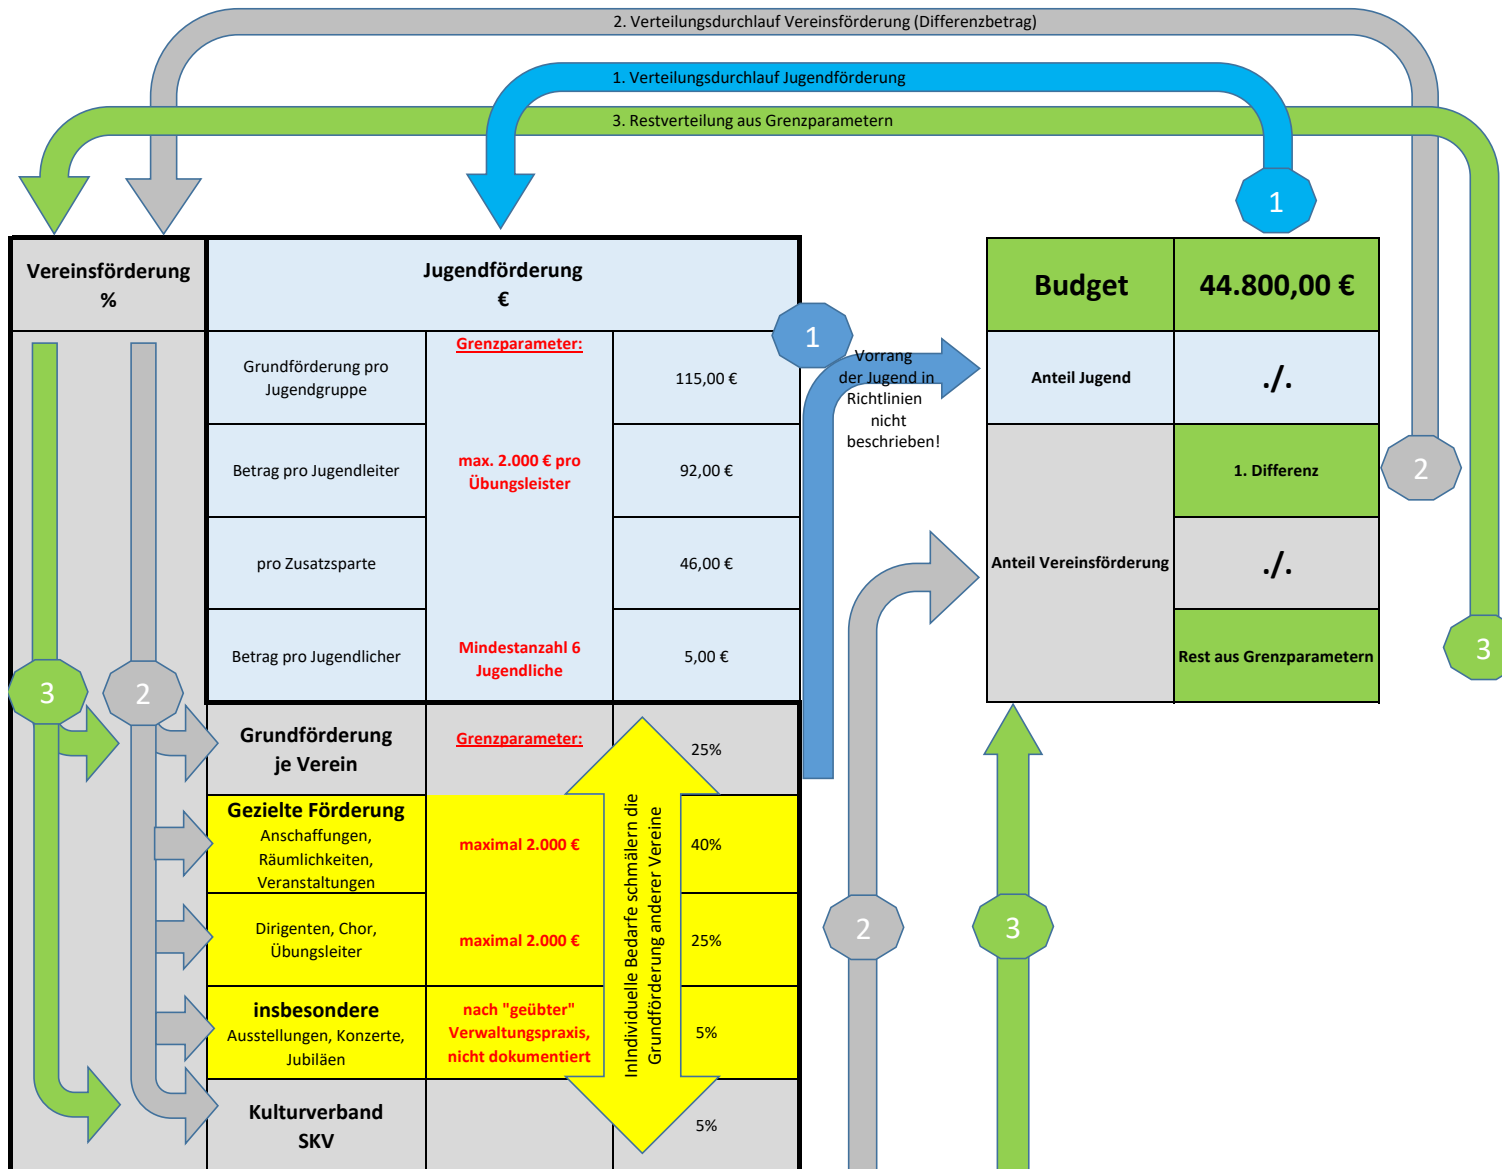 2. Verteilungsdurchlauf Vereinsförderung (Differenzbetrag)
1. Verteilungsdurchlauf Jugendförderung
3. Restverteilung aus Grenzparametern
1
Vereinsförderung
%
Jugendförderung
€
Budget
44.800,00 €
Grundförderung pro
Jugendgruppe
Grenzparameter:
115,00 €
1
Vorrang
der Jugend in
Richtlinien
nicht
beschrieben!
Anteil Jugend
./.
Betrag pro Jugendleiter
max. 2.000 € pro
Übungsleister
92,00 €
1. Differenz
2
pro Zusatzsparte
46,00 €
Anteil Vereinsförderung
./.
Betrag pro Jugendlicher
Mindestanzahl 6
Jugendliche
5,00 €
Rest aus Grenzparametern
3
3
2
Grundförderung
je Verein
Grenzparameter:
25%
Gezielte Förderung
Anschaffungen,
Räumlichkeiten,
Veranstaltungen
maximal 2.000 €
40%
InIndividuelle Bedarfe schmälern die
Grundförderung anderer Vereine
Dirigenten, Chor,
Übungsleiter
maximal 2.000 €
25%
2
3
insbesondere
Ausstellungen, Konzerte,
Jubiläen
nach "geübter"
Verwaltungspraxis,
nicht dokumentiert
5%
Kulturverband
SKV
5%